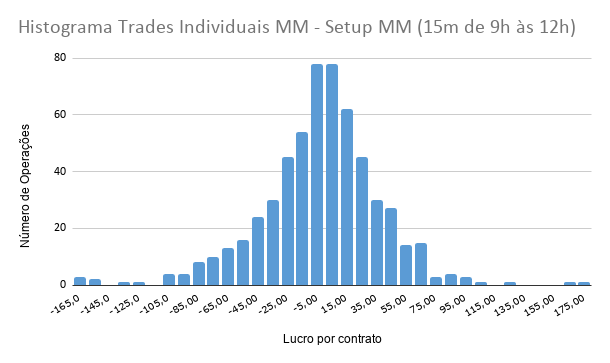 Histograma Trades Individuais MM - Setup MM (15m de 9h às 12h)
Número de Operações
80
60
40
20
0
-165,0 -145,0 -125,0 -105,0 -85,00 -65,00 -45,00 -25,00 -5,00 15,00 35,00 55,00 75,00 95,00 115,00 135,00 155,00 175,00
Lucro por contrato